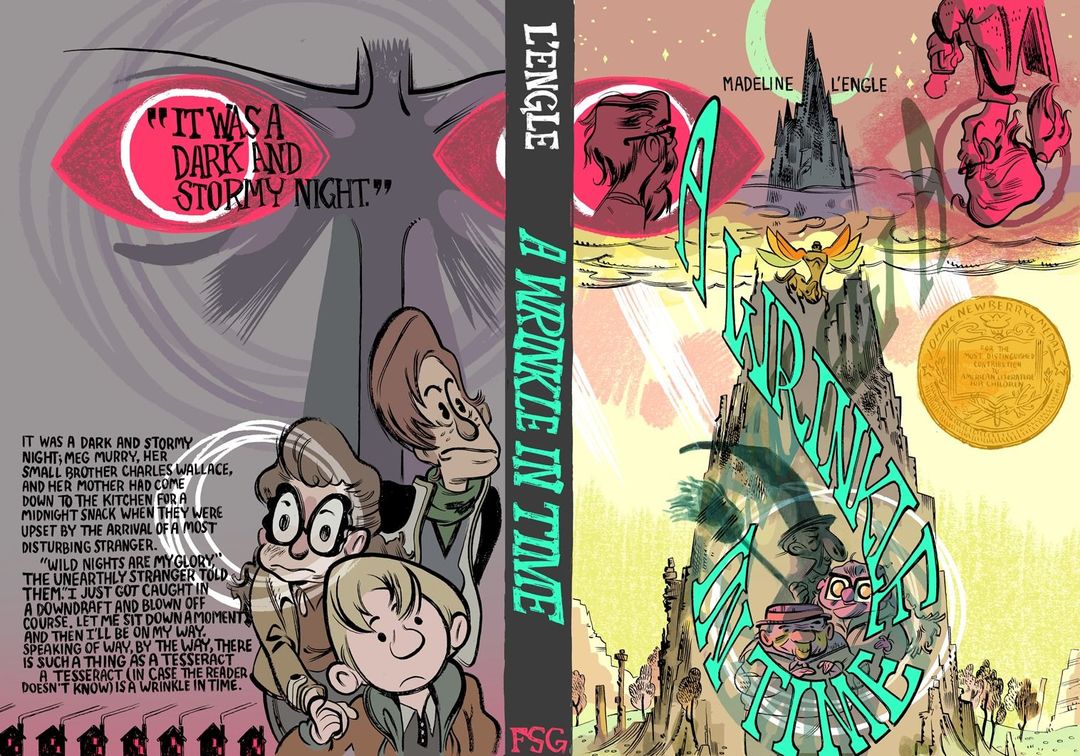 "IT WAS A
DARK AND
STORMY NIGHT."
IT WAS A DARK AND STORMY
NIGHT; MEG MURRY, HER
SMALL BROTHER CHARLES WALLACE,
AND HER MOTHER HAD COME
DOWN TO THE KITCHEN FOR A
MIDNIGHT SNACK WHEN THEY WERE
UPSET BY THE ARRIVAL OF A MOST
DISTURBING STRANGER.
"WILD NIGHTS ARE MY GLORY,"
THE UNEARTHLY STRANGER TOLD
THEM. "I JUST GOT CAUGHT IN
A DOWNDRAFT AND BLOWN OFF
COURSE. LET ME SIT DOWN A MOMENT,
AND THEN I'LL BE ON MY WAY.
SPEAKING OF WAY, BY THE WAY, THERE
IS SUCH A THING AS A TESSERACT
A TESSERACT (IN CASE THE READER
DOESN'T KNOW) IS A WRINKLE IN TIME.
L'ENGLE
A WRINKLE IN TIME
FSG
MADELINE L'ENGLE
A
WRINKLE
IN
TIME
JOHN NEWBERRY MEDAL
FOR THE
MOST DISTINGUISHED
CONTRIBUTION
TO
AMERICAN LITERATURE
FOR CHILDREN